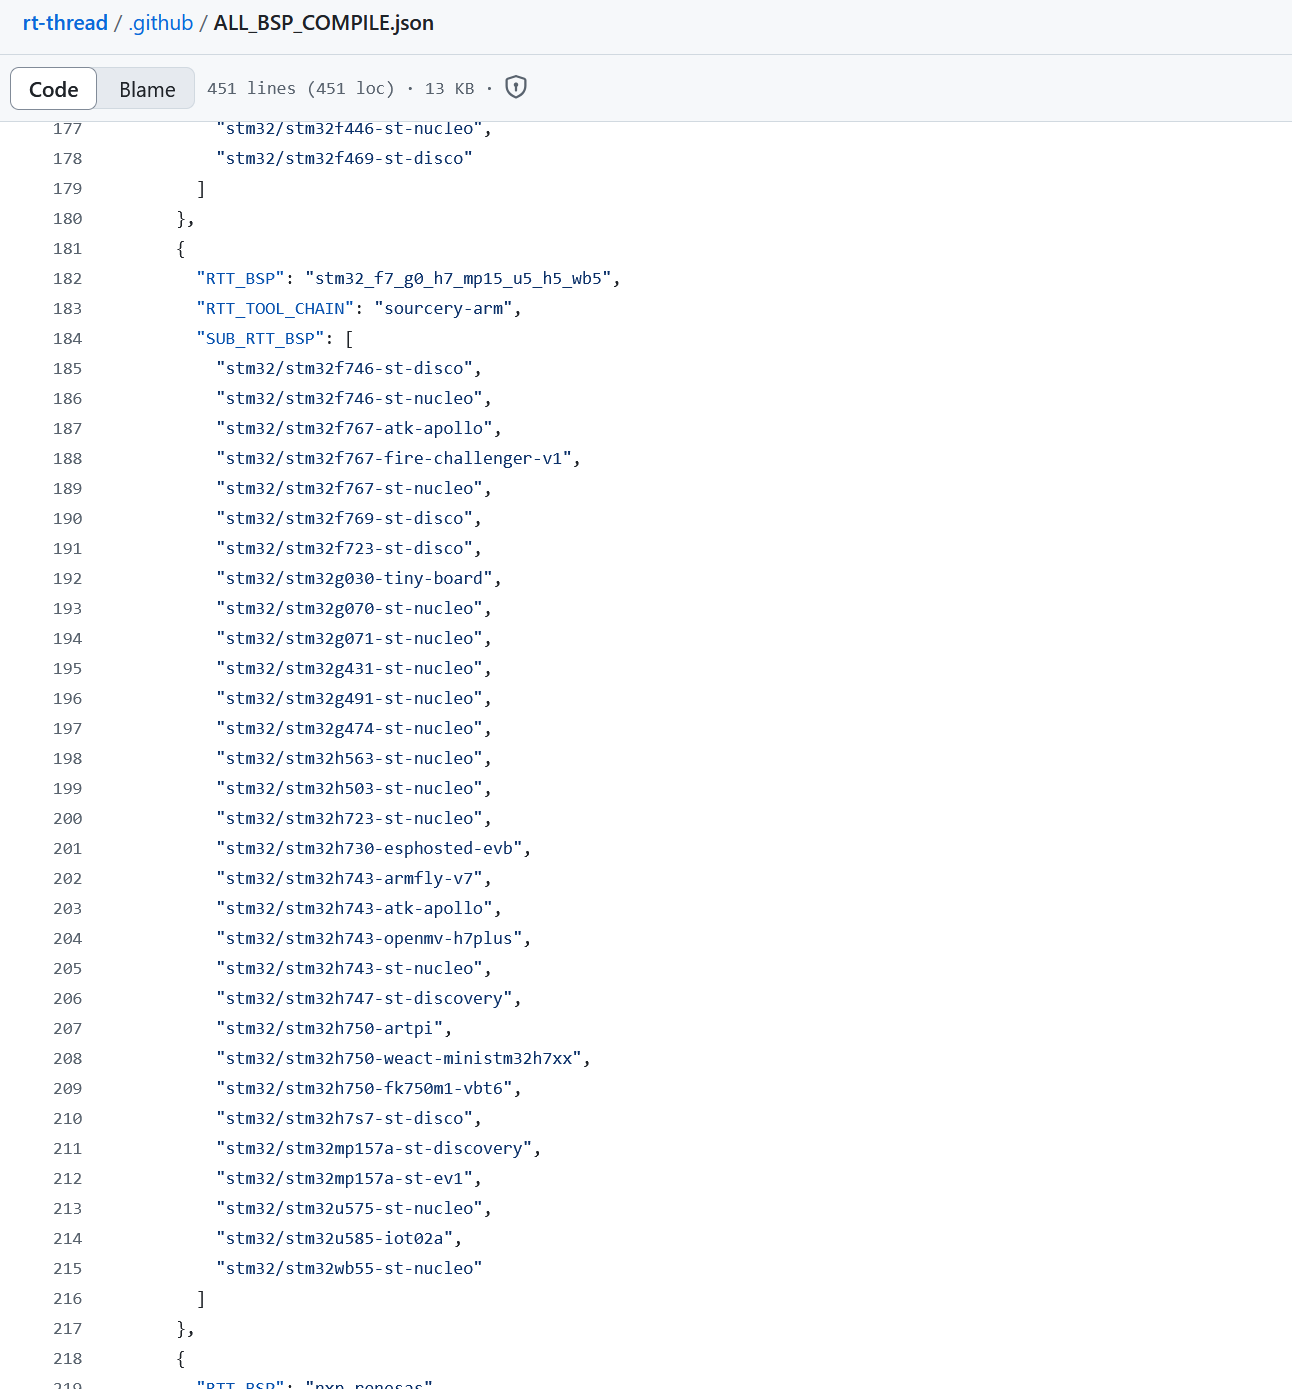 rt-thread / .github / ALL_BSP_COMPILE.json
Code Blame 451 lines (451 loc) · 13 KB ·
177 "stm32/stm32f446-st-nucleo",
178 "stm32/stm32f469-st-disco"
179 ]
180 },
181 {
182 "RTT_BSP": "stm32_f7_g0_h7_mp15_u5_h5_wb5",
183 "RTT_TOOL_CHAIN": "sourcery-arm",
184 "SUB_RTT_BSP": [
185 "stm32/stm32f746-st-disco",
186 "stm32/stm32f746-st-nucleo",
187 "stm32/stm32f767-atk-apollo",
188 "stm32/stm32f767-fire-challenger-v1",
189 "stm32/stm32f767-st-nucleo",
190 "stm32/stm32f769-st-disco",
191 "stm32/stm32f723-st-disco",
192 "stm32/stm32g030-tiny-board",
193 "stm32/stm32g070-st-nucleo",
194 "stm32/stm32g071-st-nucleo",
195 "stm32/stm32g431-st-nucleo",
196 "stm32/stm32g491-st-nucleo",
197 "stm32/stm32g474-st-nucleo",
198 "stm32/stm32h563-st-nucleo",
199 "stm32/stm32h503-st-nucleo",
200 "stm32/stm32h723-st-nucleo",
201 "stm32/stm32h730-esphosted-evb",
202 "stm32/stm32h743-armfly-v7",
203 "stm32/stm32h743-atk-apollo",
204 "stm32/stm32h743-openmv-h7plus",
205 "stm32/stm32h743-st-nucleo",
206 "stm32/stm32h747-st-discovery",
207 "stm32/stm32h750-artpi",
208 "stm32/stm32h750-weact-ministm32h7xx",
209 "stm32/stm32h750-fk750m1-vbt6",
210 "stm32/stm32h7s7-st-disco",
211 "stm32/stm32mp157a-st-discovery",
212 "stm32/stm32mp157a-st-ev1",
213 "stm32/stm32u575-st-nucleo",
214 "stm32/stm32u585-iot02a",
215 "stm32/stm32wb55-st-nucleo"
216 ]
217 },
218 {
219 "RTT_BSP": "nxp_renesas"